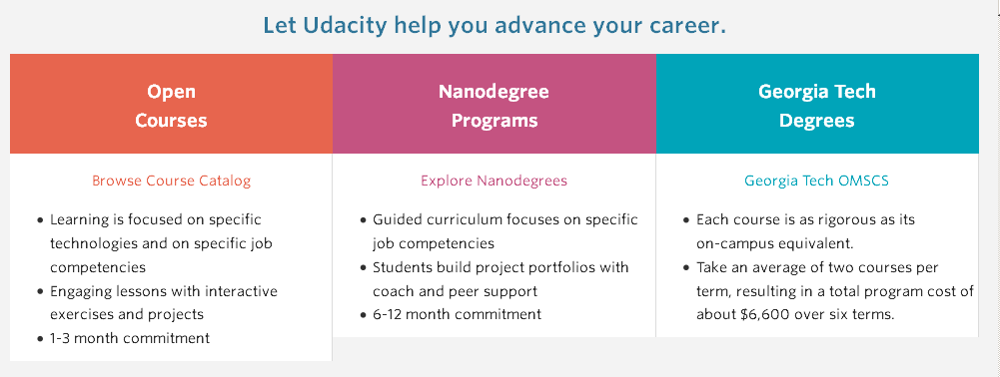 Let Udacity help you advance your career.
Open
Courses
Browse Course Catalog
• Learning is focused on specific
technologies and on specific job
competencies
• Engaging lessons with interactive
exercises and projects
• 1-3 month commitment
Nanodegree
Programs
Explore Nanodegrees
• Guided curriculum focuses on specific
job competencies
• Students build project portfolios with
coach and peer support
• 6-12 month commitment
Georgia Tech
Degrees
Georgia Tech OMSCS
• Each course is as rigorous as its
on-campus equivalent.
• Take an average of two courses per
term, resulting in a total program cost of
about $6,600 over six terms.